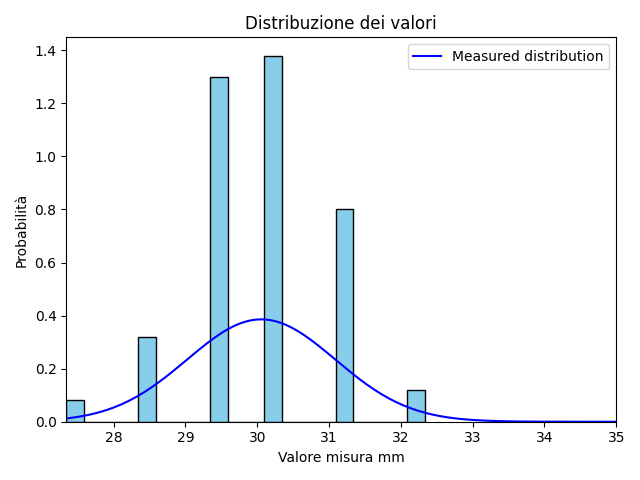 Distribuzione dei valori
Measured distribution
Probabilità
1.4
1.2
1.0
0.8
0.6
0.4
0.2
0.0
28 29 30 31 32 33 34 35
Valore misura mm